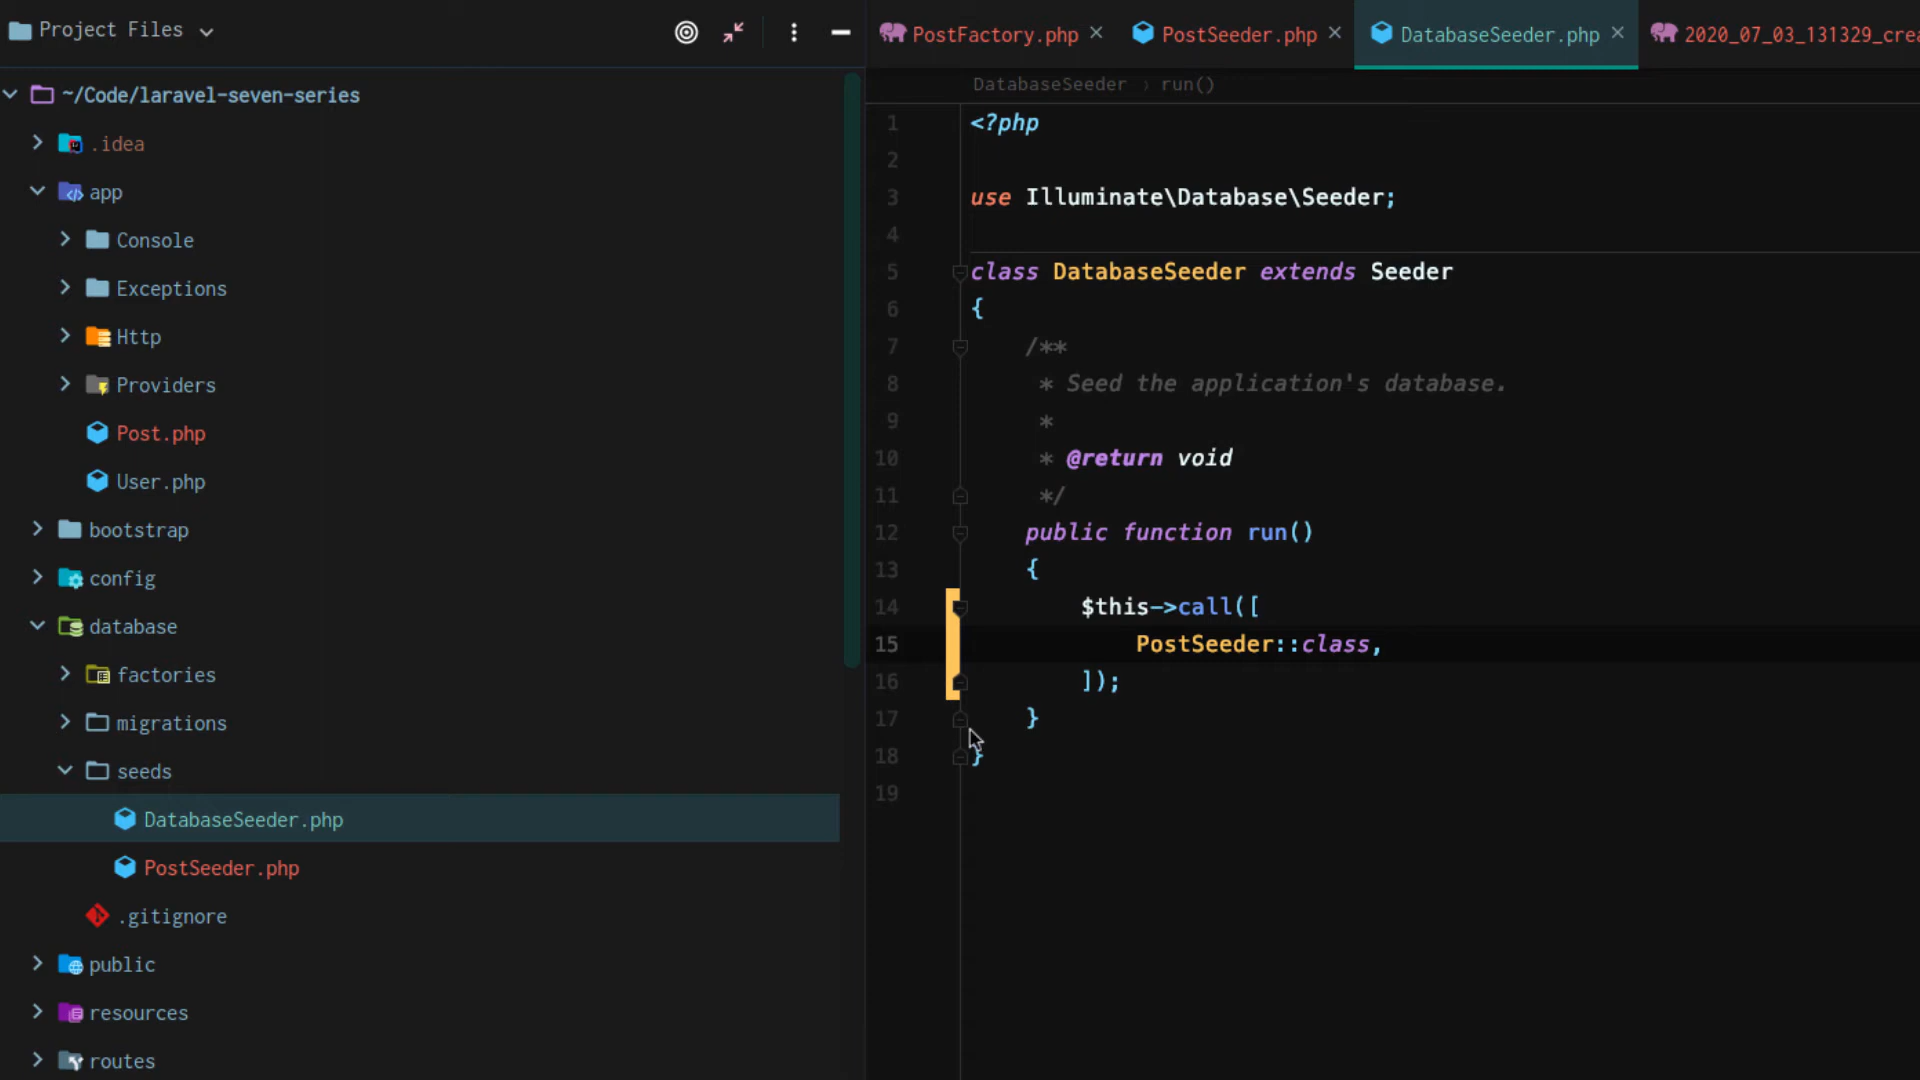 Project Files
~/Code/laravel-seven-series
.idea
app
Console
Exceptions
Http
Providers
Post.php
User.php
bootstrap
config
database
factories
migrations
seeds
DatabaseSeeder.php
PostSeeder.php
.gitignore
public
resources
routes
PostFactory.php
PostSeeder.php
DatabaseSeeder.php
2020_07_03_131329_crea
DatabaseSeeder › run()
1 <?php
2
3 use Illuminate\Database\Seeder;
4
5 class DatabaseSeeder extends Seeder
6 {
7 /**
8 * Seed the application's database.
9 *
10 * @return void
11 */
12 public function run()
13 {
14 $this->call([
15 PostSeeder::class,
16 ]);
17 }
18 }
19